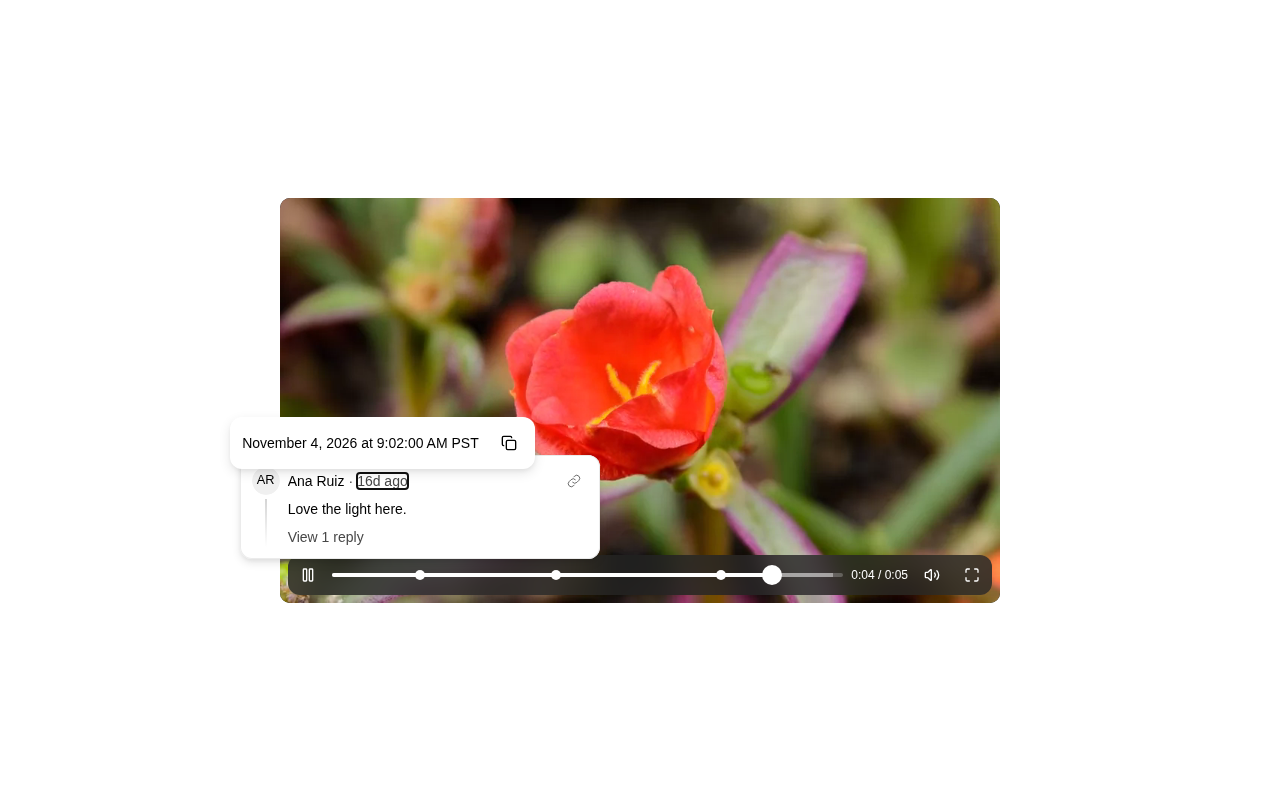 November 4, 2026 at 9:02:00 AM PST
AR
Ana Ruiz · 16d ago
Love the light here.
View 1 reply
0:04 / 0:05